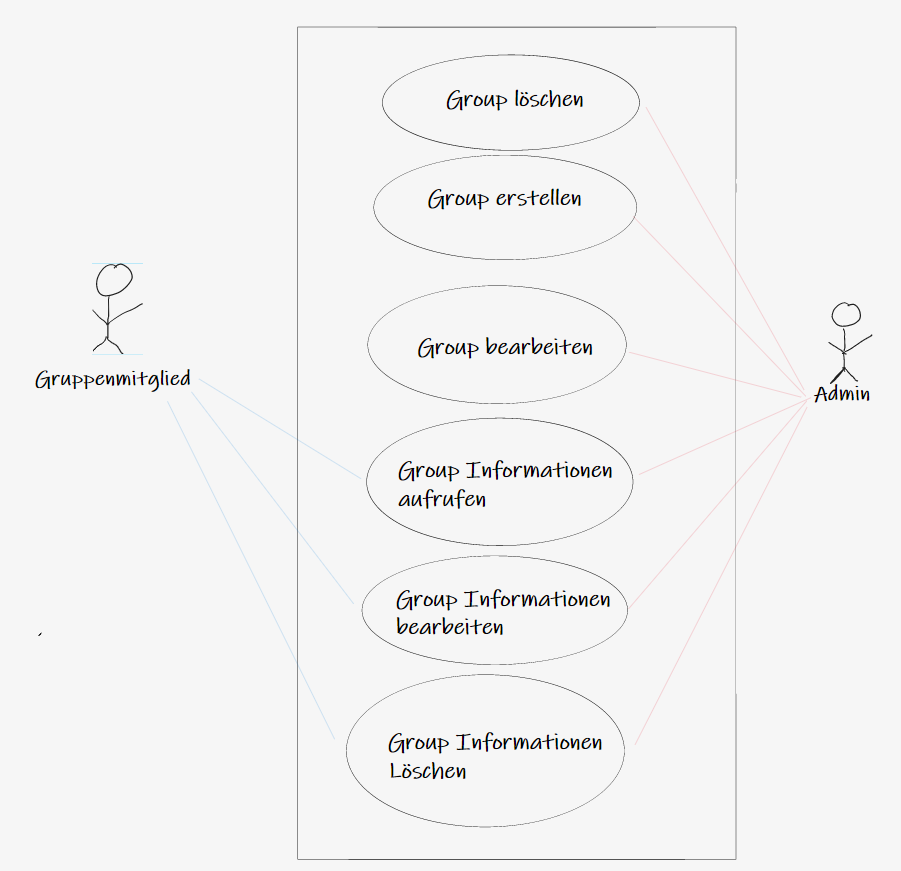 Group löschen
Group erstellen
Group bearbeiten
Gruppenmitglied
Admin
Group Informationen
aufrufen
Group Informationen
bearbeiten
Group Informationen
Löschen